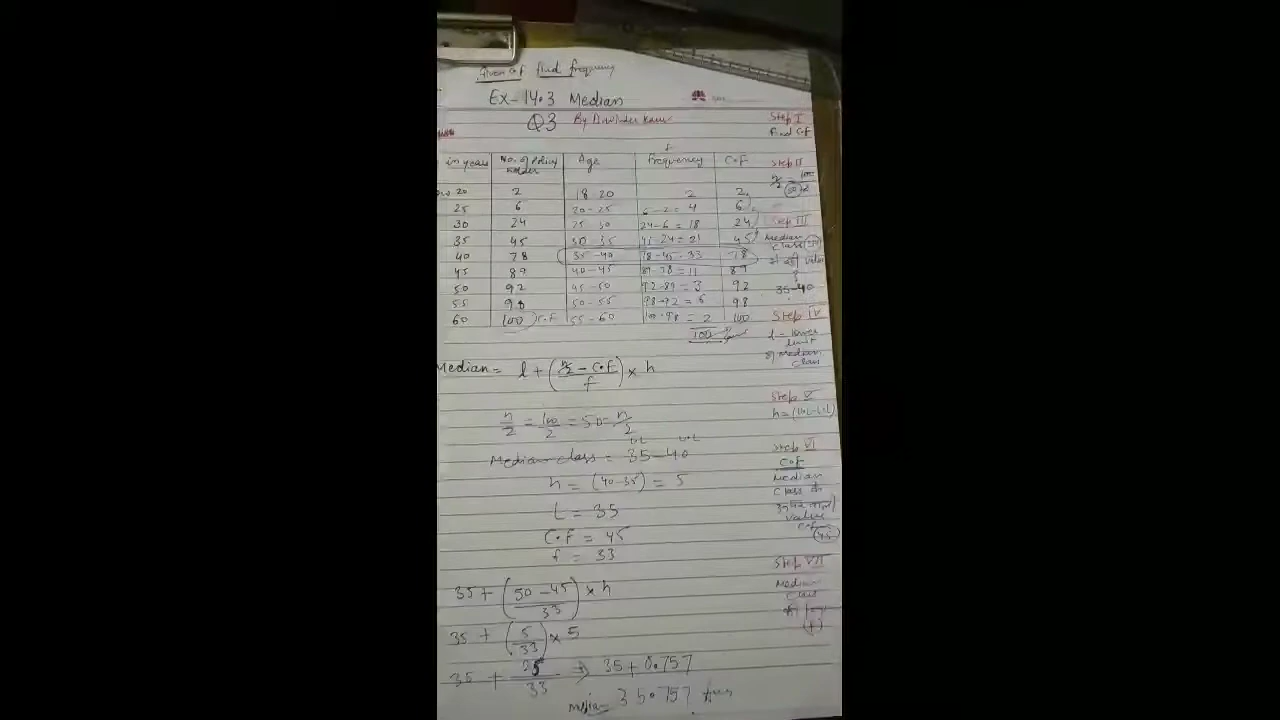 Given C.f find frequency
Ex-14.3 Median
Q3 By
Step I
find C.f
in years No. of policy holder Age frequency C.F
f
Step II
20 2 18-20 2 2
25 6 20-25 6-2=4 6
30 24 25-30 24-6=18 24
Step III
35 45 30-35 45-24=21 45
Median class
40 78 35-40 78-45=33 78
45 89 40-45 89-78=11 89
50 92 45-50 92-89=3 92
35-40
55 98 50-55 98-92=6 98
60 100 C.F 55-60 100-98=2 100
100
Step IV
l = lower limit
of median class
Median = l + (n/2 - C.F / f) × h
Step V
n/2 = 100/2 = 50 = n/2
L.L U.L
Median class = 35-40
h = (40-35) = 5
L = 35
C.F = 45
f = 33
Step VI
C.F
Median
class
value
C.F
45
Step VII
Median
class
f
35 + (50-45 / 33) × h
35 + (5/33) × 5
35 + 25/33 ⇒ 35 + 0.757
Median 35.757 Ans